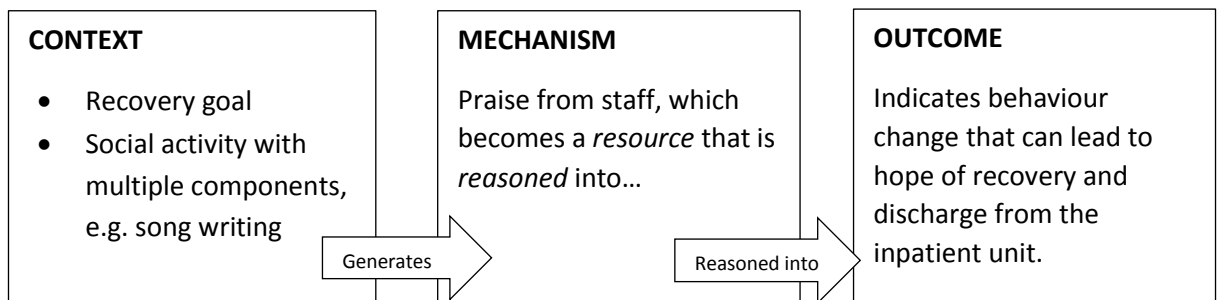 CONTEXT
• Recovery goal
• Social activity with
multiple components,
e.g. song writing
Generates
MECHANISM
Praise from staff, which
becomes a resource that is
reasoned into…
Reasoned into
OUTCOME
Indicates behaviour
change that can lead to
hope of recovery and
discharge from the
inpatient unit.